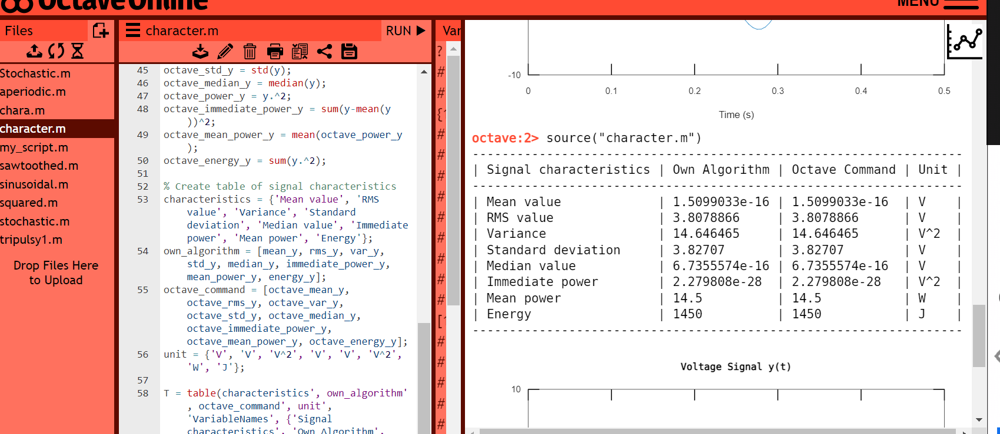 OctaveOnline
MENU
Files
character.m
RUN
Var
Stochastic.m
aperiodic.m
chara.m
character.m
my_script.m
sawtoothed.m
sinusoidal.m
squared.m
stochastic.m
tripulsy1.m
Drop Files Here
to Upload
45 octave_std_y = std(y);
46 octave_median_y = median(y);
47 octave_power_y = y.^2;
48 octave_immediate_power_y = sum(y-mean(y
))^2;
49 octave_mean_power_y = mean(octave_power_y
);
50 octave_energy_y = sum(y.^2);
51
52 % Create table of signal characteristics
53 characteristics = {'Mean value', 'RMS
value', 'Variance', 'Standard
deviation', 'Median value', 'Immediate
power', 'Mean power', 'Energy'};
54 own_algorithm = [mean_y, rms_y, var_y,
std_y, median_y, immediate_power_y,
mean_power_y, energy_y];
55 octave_command = [octave_mean_y,
octave_rms_y, octave_var_y,
octave_std_y, octave_median_y,
octave_immediate_power_y,
octave_mean_power_y, octave_energy_y];
56 unit = {'V', 'V', 'V^2', 'V', 'V', 'V^2',
'W', 'J'};
57
58 T = table(characteristics', own_algorithm'
, octave_command', unit',
'VariableNames', {'Signal
characteristics', 'Own Algorithm',
?
#
#
{
#
#
#
#
#
#
#
#
#
[
#
#
#
#
#
-10
0 0.1 0.2 0.3 0.4 0.5
Time (s)
octave:2> source("character.m")
------------------------------------------------------------------
| Signal characteristics | Own Algorithm | Octave Command | Unit |
------------------------------------------------------------------
| Mean value | 1.5099033e-16 | 1.5099033e-16 | V |
| RMS value | 3.8078866 | 3.8078866 | V |
| Variance | 14.646465 | 14.646465 | V^2 |
| Standard deviation | 3.82707 | 3.82707 | V |
| Median value | 6.7355574e-16 | 6.7355574e-16 | V |
| Immediate power | 2.279808e-28 | 2.279808e-28 | V^2 |
| Mean power | 14.5 | 14.5 | W |
| Energy | 1450 | 1450 | J |
------------------------------------------------------------------
Voltage Signal y(t)
10